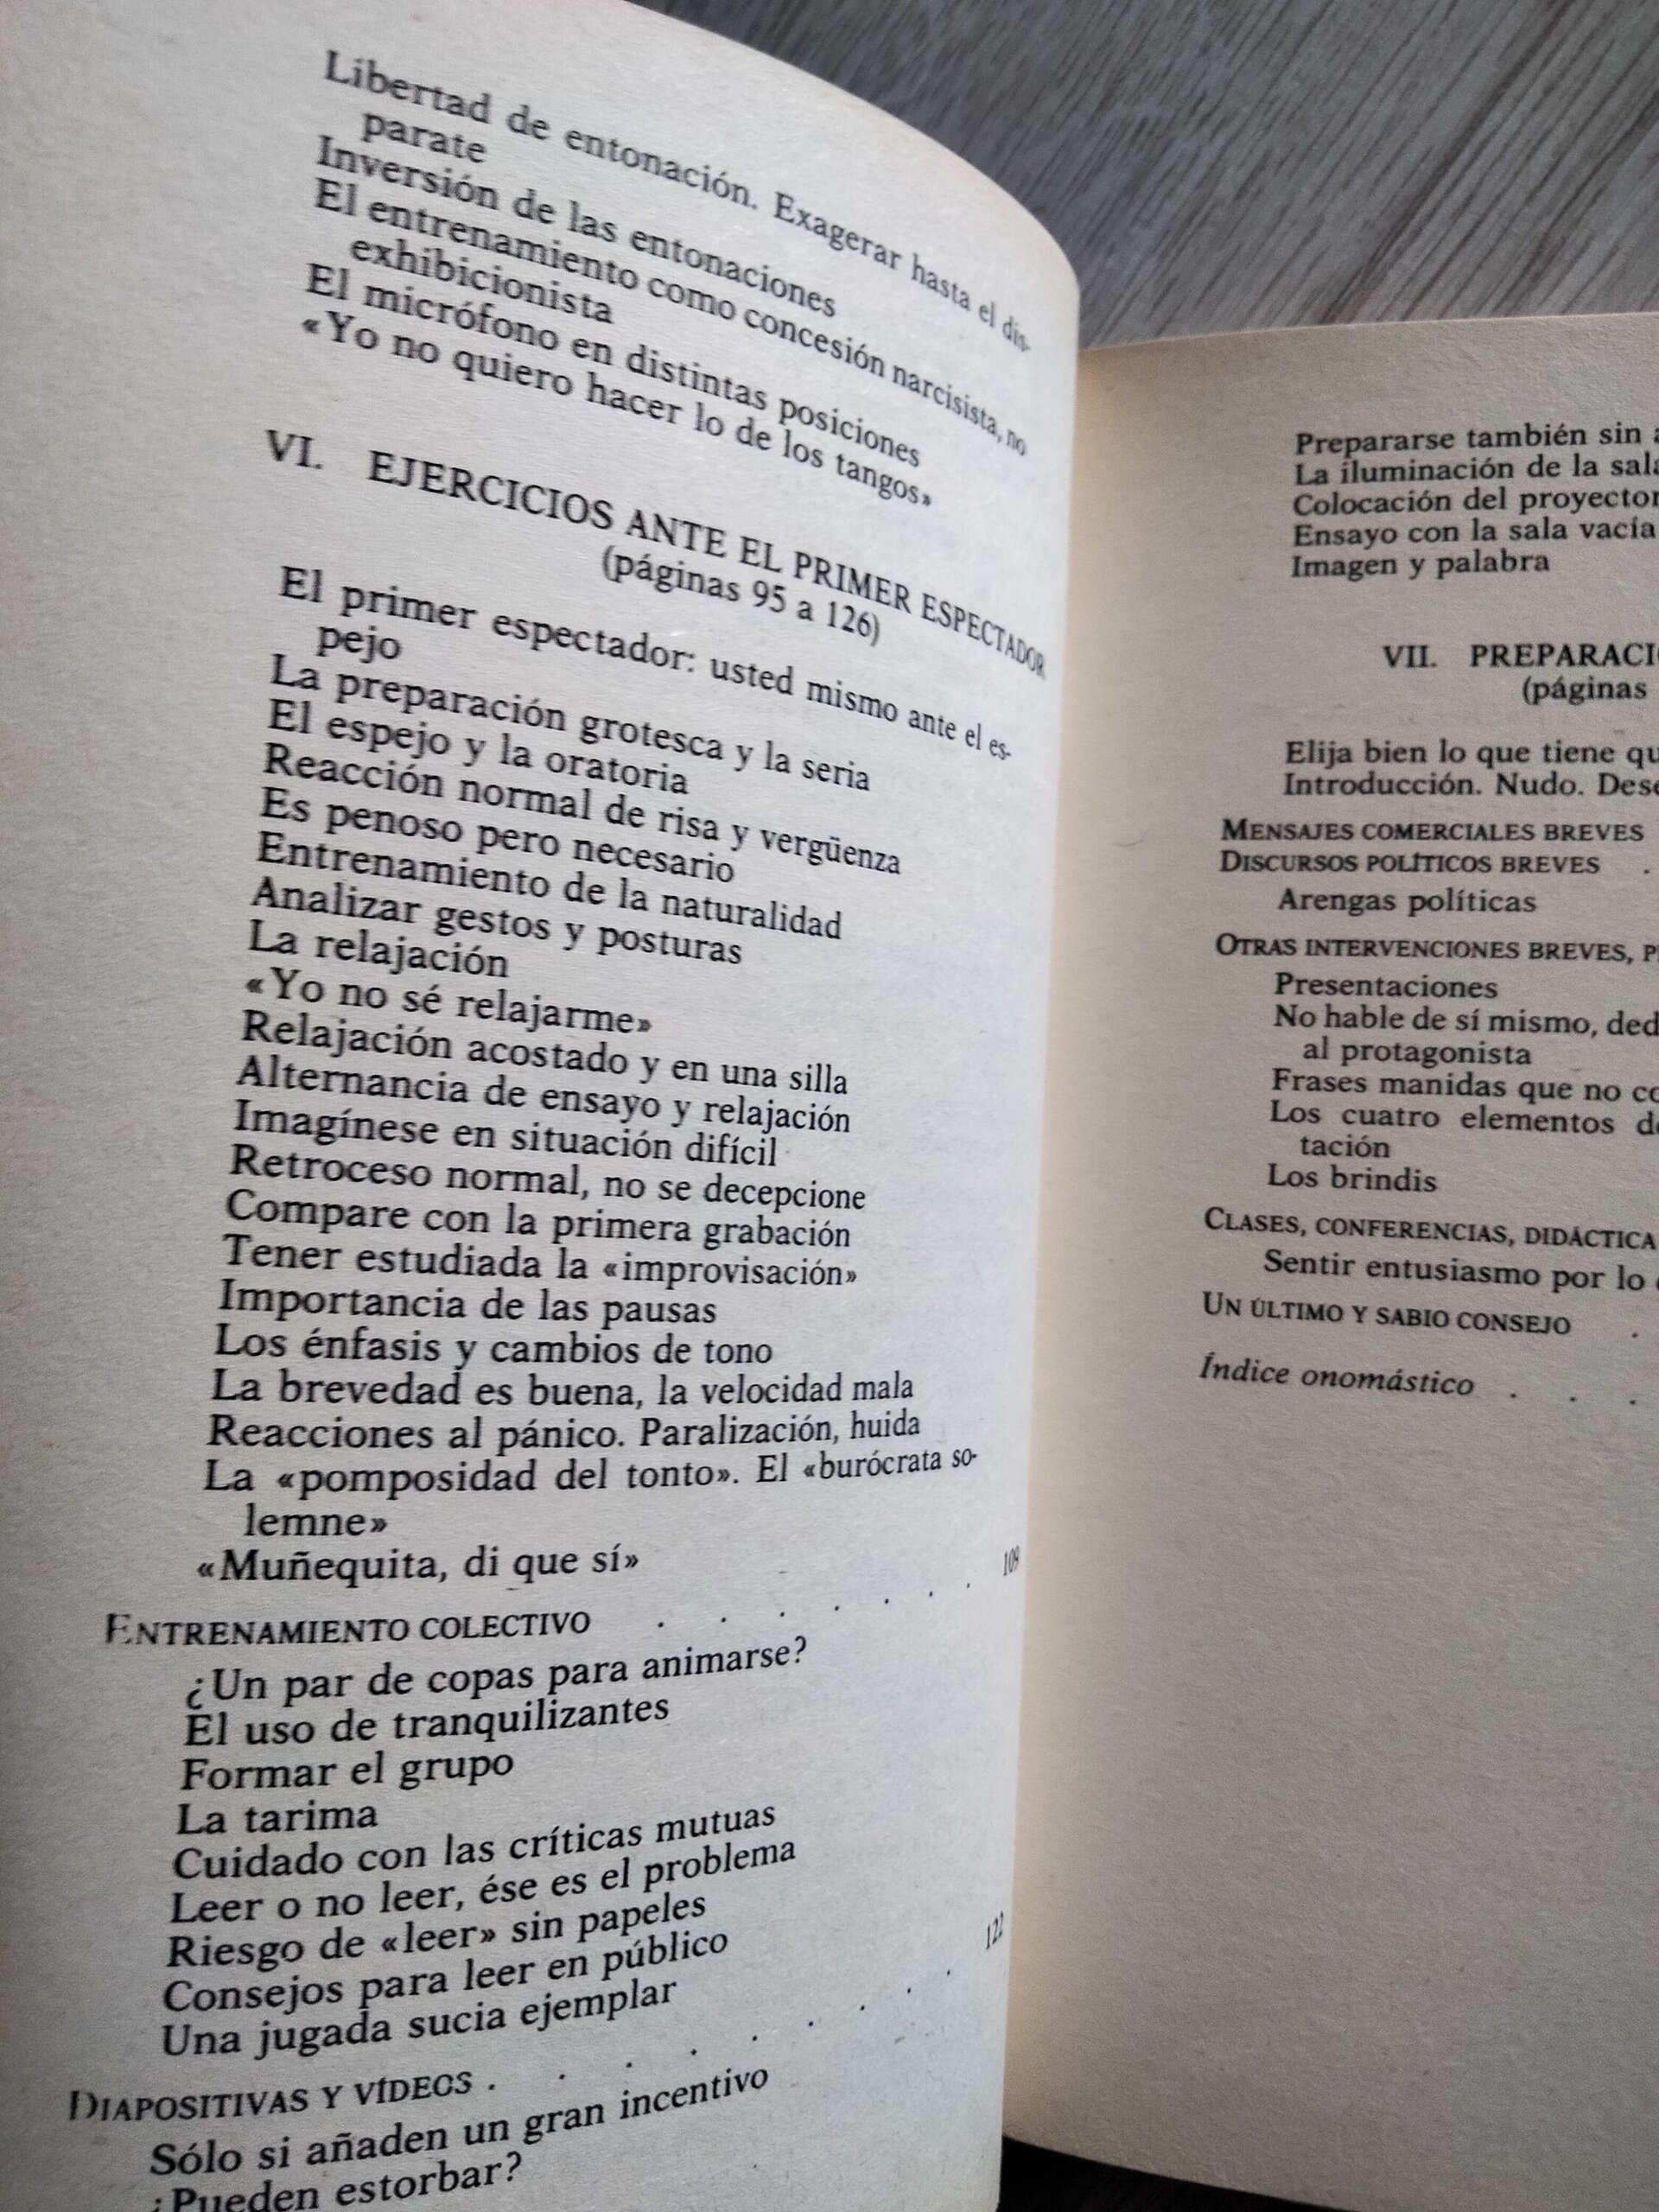 Libertad de entonación. Exagerar hasta el dis-
parate
Inversión de las entonaciones
El entrenamiento como concesión narcisista, no
exhibicionista
El micrófono en distintas posiciones
«Yo no quiero hacer lo de los tangos»
VI. EJERCICIOS ANTE EL PRIMER ESPECTADOR
(páginas 95 a 126)
El primer espectador: usted mismo ante el es-
pejo
La preparación grotesca y la seria
El espejo y la oratoria
Reacción normal de risa y vergüenza
Es penoso pero necesario
Entrenamiento de la naturalidad
Analizar gestos y posturas
La relajación
«Yo no sé relajarme»
Relajación acostado y en una silla
Alternancia de ensayo y relajación
Imagínese en situación difícil
Retroceso normal, no se decepcione
Compare con la primera grabación
Tener estudiada la «improvisación»
Importancia de las pausas
Los énfasis y cambios de tono
La brevedad es buena, la velocidad mala
Reacciones al pánico. Paralización, huida
La «pomposidad del tonto». El «burócrata so-
lemne»
«Muñequita, di que sí»
ENTRENAMIENTO COLECTIVO . . . . . . 109
¿Un par de copas para animarse?
El uso de tranquilizantes
Formar el grupo
La tarima
Cuidado con las críticas mutuas
Leer o no leer, ése es el problema
Riesgo de «leer» sin papeles
Consejos para leer en público
Una jugada sucia ejemplar
DIAPOSITIVAS Y VÍDEOS . . . . . . . . 122
Sólo si añaden un gran incentivo
¿Pueden estorbar?
Prepararse también sin
La iluminación de la sala
Colocación del proyector
Ensayo con la sala vacía
Imagen y palabra
VII. PREPARACI
(páginas
Elija bien lo que tiene qu
Introducción. Nudo. Dese
MENSAJES COMERCIALES BREVES
DISCURSOS POLÍTICOS BREVES .
Arengas políticas
OTRAS INTERVENCIONES BREVES, P
Presentaciones
No hable de sí mismo, ded
al protagonista
Frases manidas que no co
Los cuatro elementos de
tación
Los brindis
CLASES, CONFERENCIAS, DIDÁCTICA
Sentir entusiasmo por lo
UN ÚLTIMO Y SABIO CONSEJO .
Índice onomástico . . .